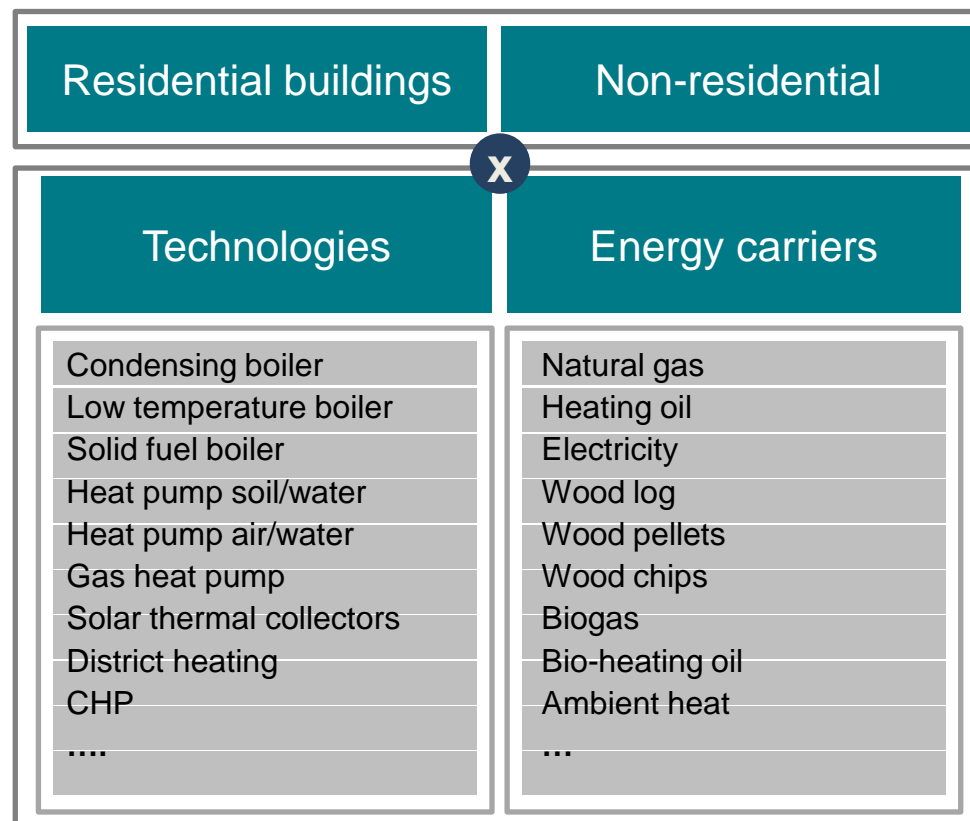 Residential buildings
Non-residential
x
Technologies
Energy carriers
Condensing boiler
Low temperature boiler
Solid fuel boiler
Heat pump soil/water
Heat pump air/water
Gas heat pump
Solar thermal collectors
District heating
CHP
....
Natural gas
Heating oil
Electricity
Wood log
Wood pellets
Wood chips
Biogas
Bio-heating oil
Ambient heat
...